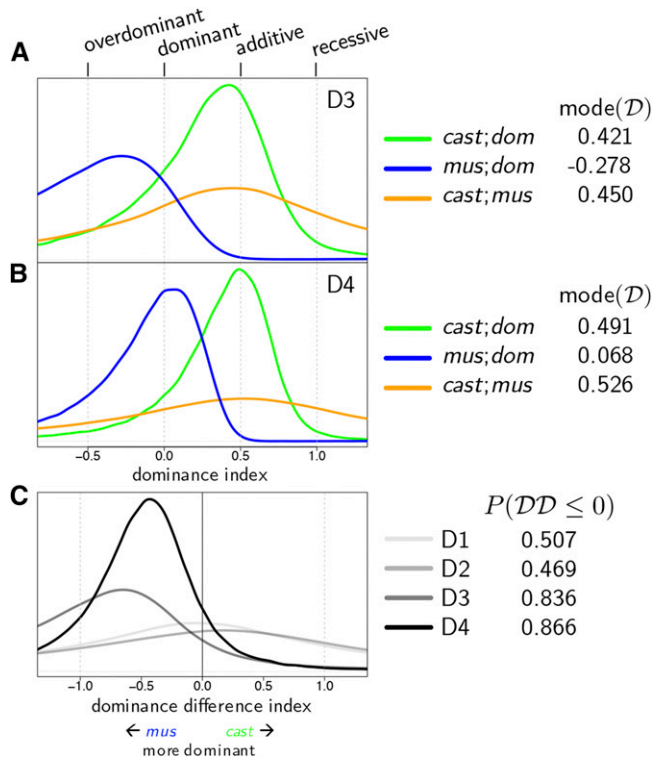 overdominant
dominant
additive
recessive
A
D3
mode(𝒟)
cast;dom 0.421
mus;dom -0.278
cast;mus 0.450
B
D4
mode(𝒟)
cast;dom 0.491
mus;dom 0.068
cast;mus 0.526
−0.5 0.0 0.5 1.0
dominance index
C
P(𝒟𝒟 ≤ 0)
D1 0.507
D2 0.469
D3 0.836
D4 0.866
−1.0 −0.5 0.0 0.5 1.0
dominance difference index
← mus cast →
more dominant